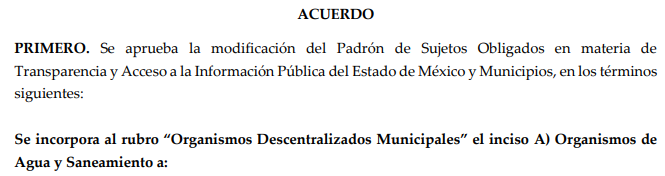 ACUERDO
PRIMERO. Se aprueba la modificación del Padrón de Sujetos Obligados en materia de
Transparencia y Acceso a la Información Pública del Estado de México y Municipios, en los términos
siguientes:
Se incorpora al rubro “Organismos Descentralizados Municipales” el inciso A) Organismos de
Agua y Saneamiento a: